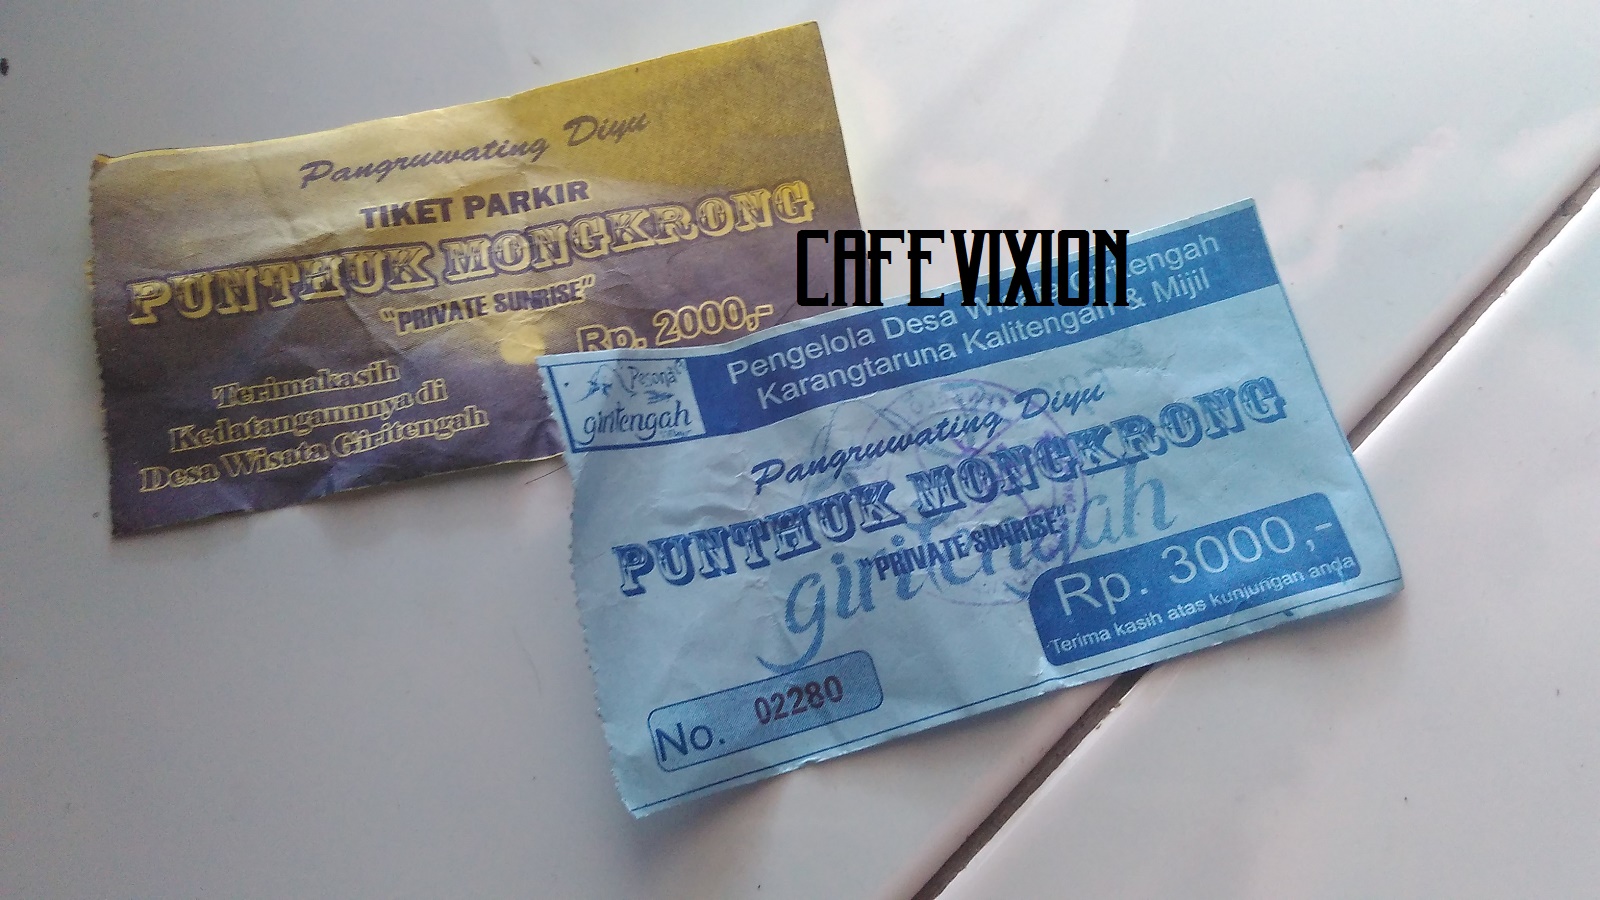 Pangruwating Diyu
TIKET PARKIR
PUNTHUK MONGKRONG
"PRIVATE SUNRISE"
Rp. 2000,-
Terimakasih
Kedatangannnya di
Desa Wisata Giritengah
CAFEVIXION
Pesona
giritengah
Pengelola Desa Wisata Giritengah
Karangtaruna Kalitengah & Mijil
Pangruwating Diyu
PUNTHUK MONGKRONG
"PRIVATE SUNRISE"
giritengah
Rp. 3000,-
Terima kasih atas kunjungan anda
No. 02280